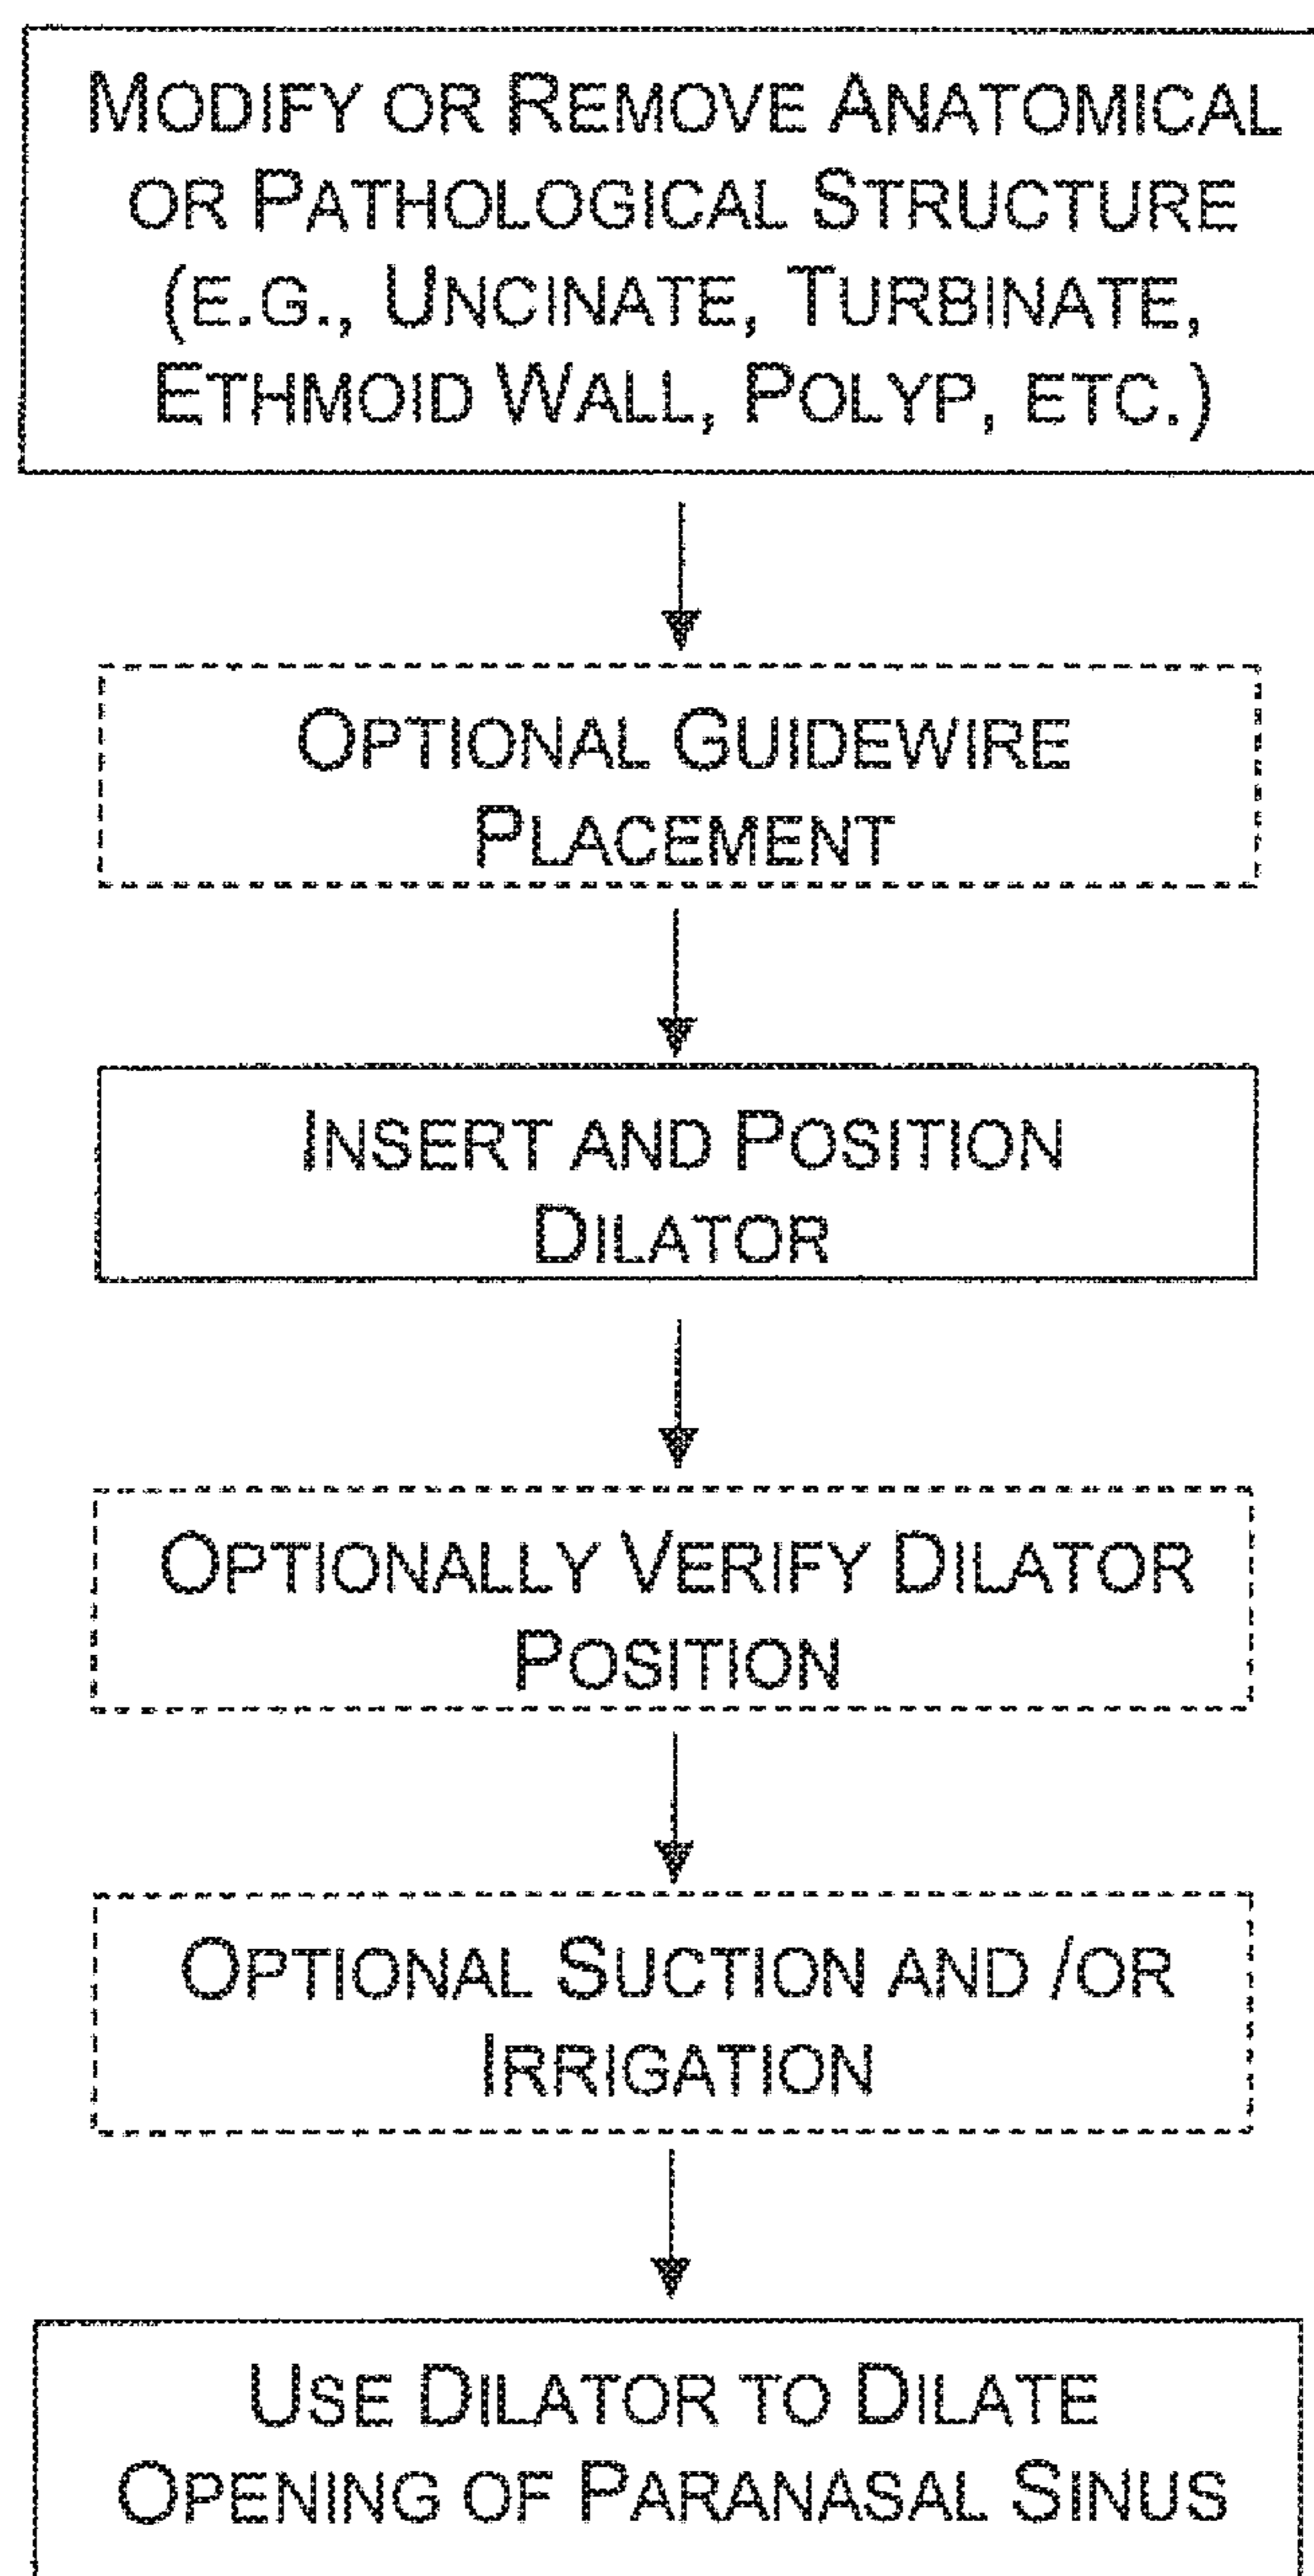 MODIFY OR REMOVE ANATOMICAL
OR PATHOLOGICAL STRUCTURE
(E.G., UNCINATE, TURBINATE,
ETHMOID WALL, POLYP, ETC.)
OPTIONAL GUIDEWIRE
PLACEMENT
INSERT AND POSITION
DILATOR
OPTIONALLY VERIFY DILATOR
POSITION
OPTIONAL SUCTION AND /OR
IRRIGATION
USE DILATOR TO DILATE
OPENING OF PARANASAL SINUS